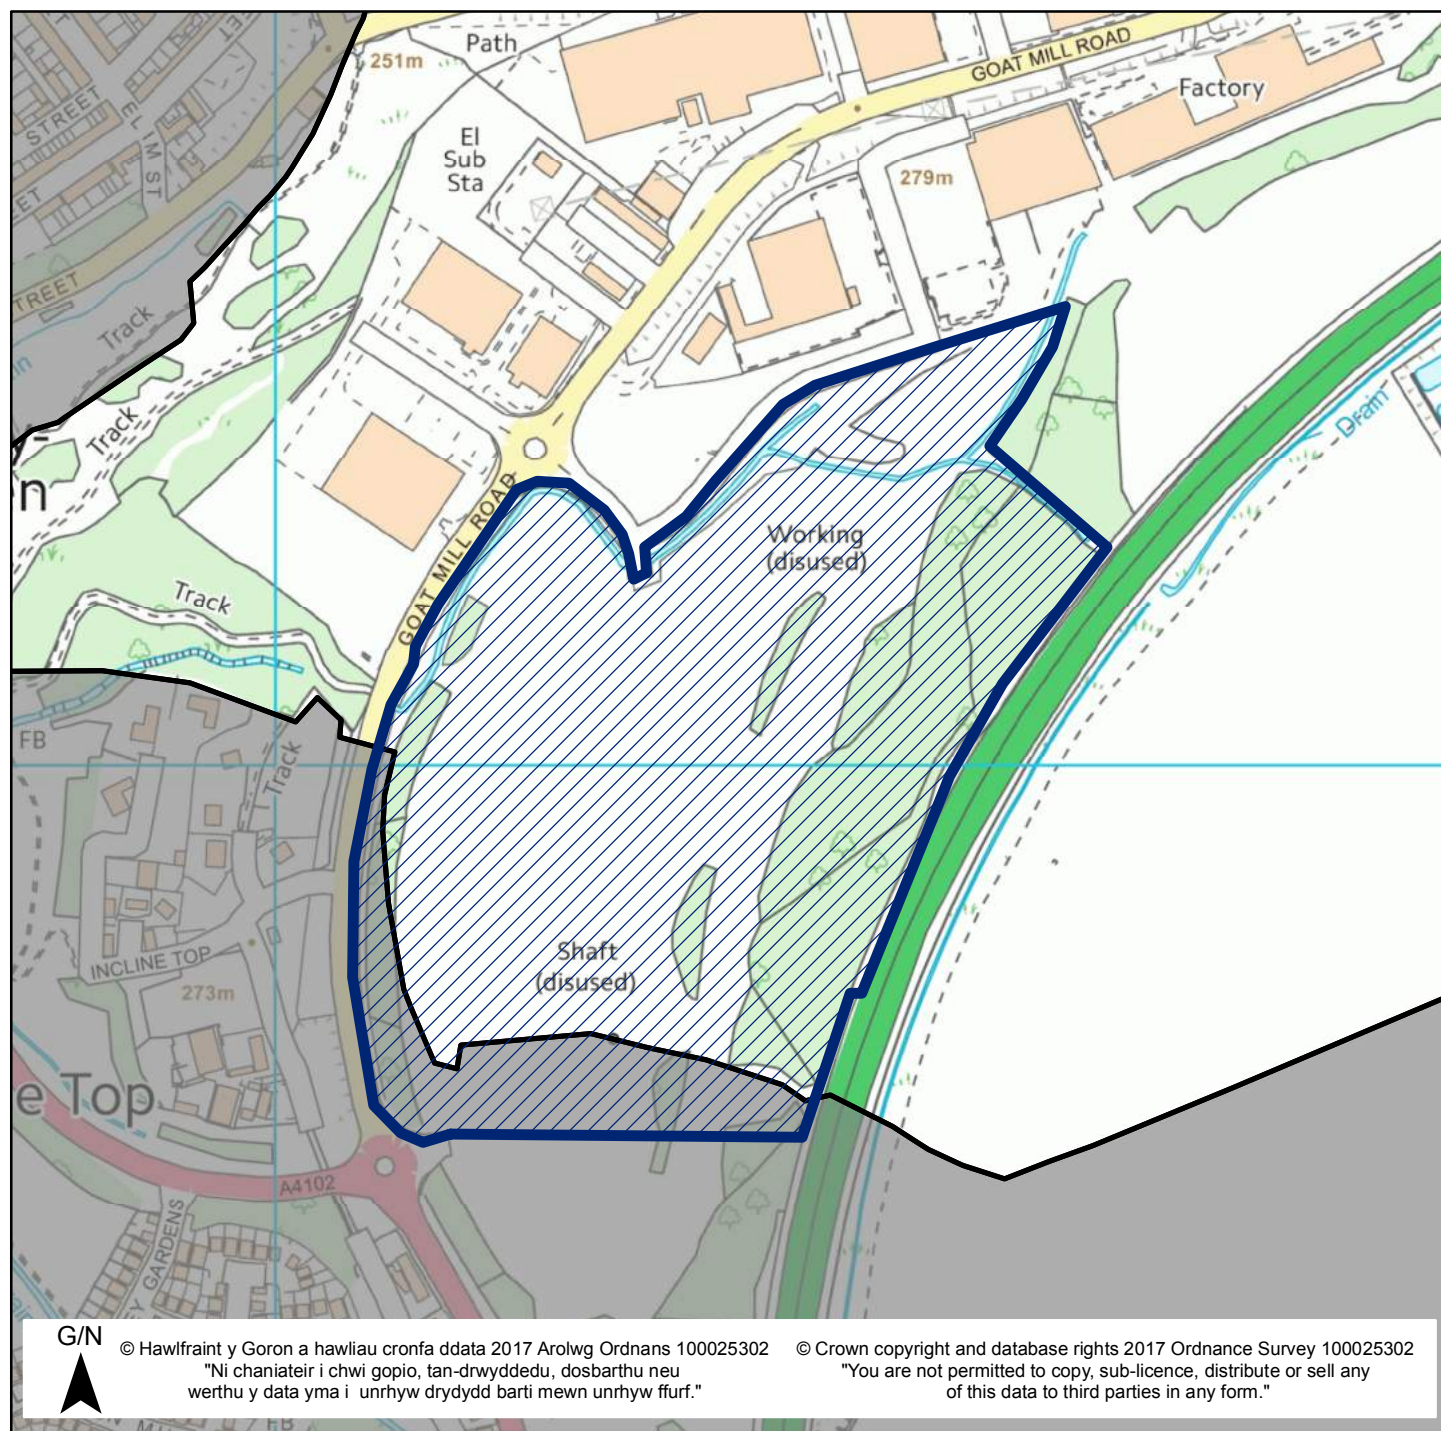 Path
251m
GOAT MILL ROAD
Factory
STREET
ELIM ST
El
Sub
Sta
279m
STREET
Track
Track
Drain
GOAT MILL ROAD
Working
(disused)
Track
FB
Track
Shaft
(disused)
INCLINE TOP
273m
e Top
A4102
GARDENS
G/N
© Hawlfraint y Goron a hawliau cronfa ddata 2017 Arolwg Ordnans 100025302
"Ni chaniateir i chwi gopio, tan-drwyddedu, dosbarthu neu
werthu y data yma i unrhyw drydydd barti mewn unrhyw ffurf."
© Crown copyright and database rights 2017 Ordnance Survey 100025302
"You are not permitted to copy, sub-licence, distribute or sell any
of this data to third parties in any form."
FB